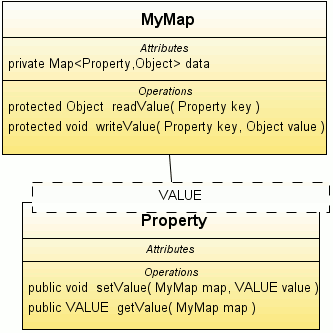 MyMap
Attributes
private Map<Property,Object> data
Operations
protected Object readValue( Property key )
protected void writeValue( Property key, Object value )
VALUE
Property
Attributes
Operations
public void setValue( MyMap map, VALUE value )
public VALUE getValue( MyMap map )